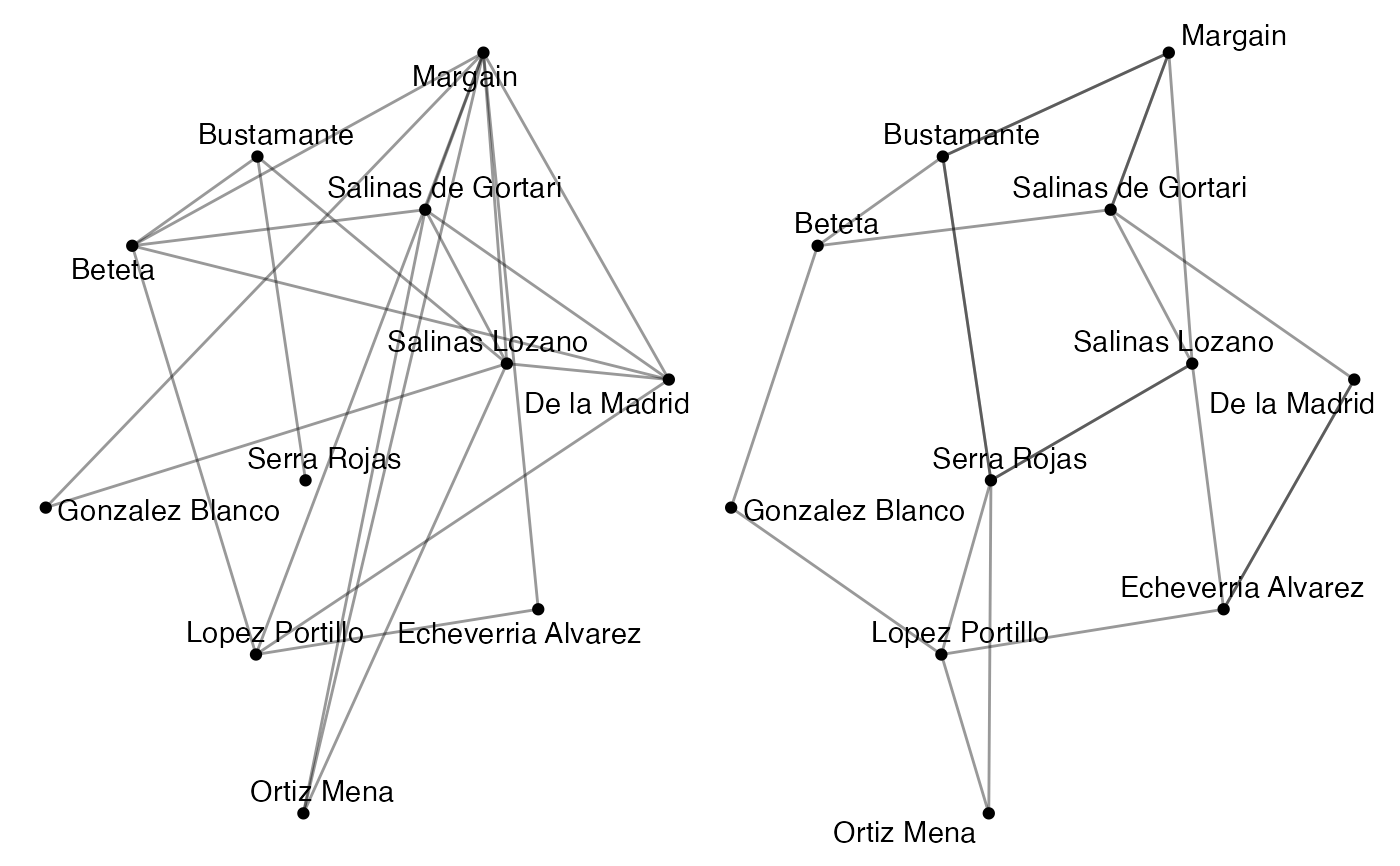 Margain
Bustamante
Salinas de Gortari
Beteta
Salinas Lozano
De la Madrid
Serra Rojas
Gonzalez Blanco
Lopez Portillo
Echeverria Alvarez
Ortiz Mena
Margain
Bustamante
Salinas de Gortari
Beteta
Salinas Lozano
De la Madrid
Serra Rojas
Gonzalez Blanco
Echeverria Alvarez
Lopez Portillo
Ortiz Mena